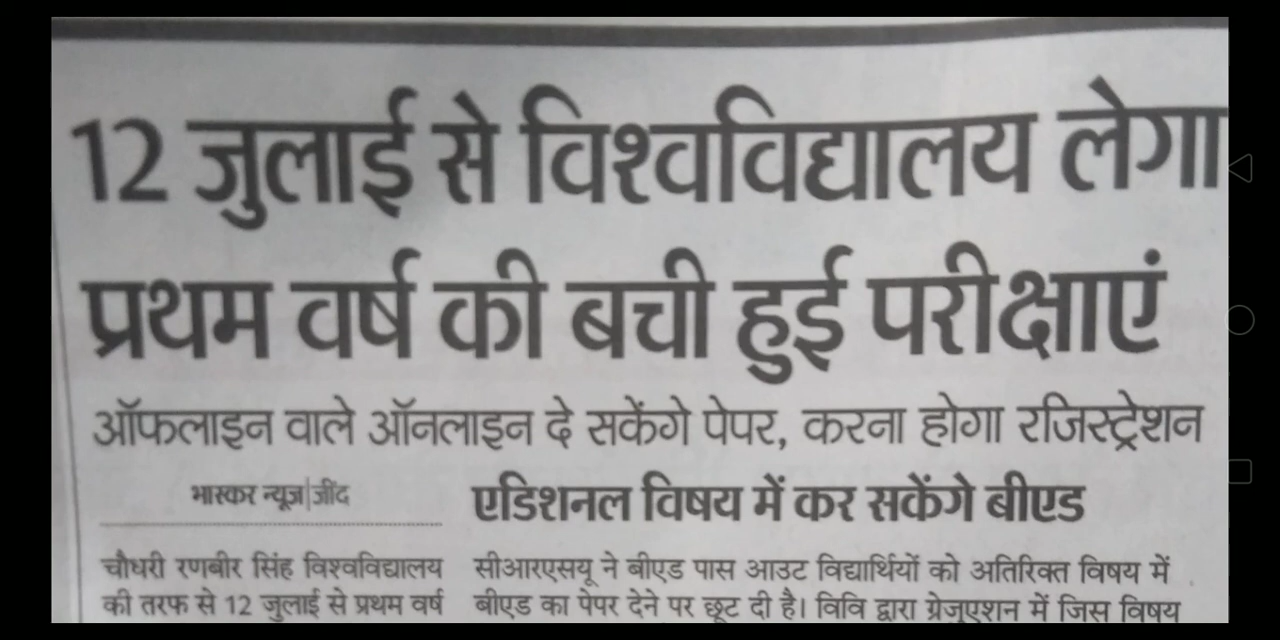 12 जुलाई से विश्वविद्यालय लेगा
प्रथम वर्ष की बची हुई परीक्षाएं
ऑफलाइन वाले ऑनलाइन दे सकेंगे पेपर, करना होगा रजिस्ट्रेशन
भास्कर न्यूज|जींद
चौधरी रणबीर सिंह विश्वविद्यालय
की तरफ से 12 जुलाई से प्रथम वर्ष
एडिशनल विषय में कर सकेंगे बीएड
सीआरएसयू ने बीएड पास आउट विद्यार्थियों को अतिरिक्त विषय में
बीएड का पेपर देने पर छूट दी है। विवि द्वारा ग्रेजुएशन में जिस विषय